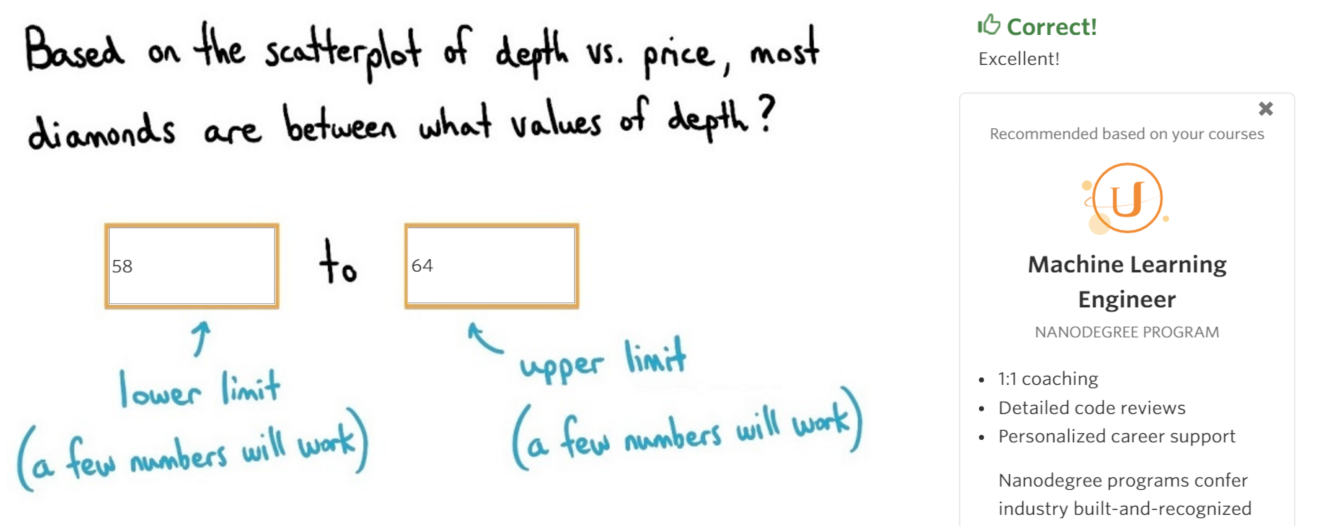 Based on the scatterplot of depth vs. price, most
diamonds are between what values of depth?
58
to
64
lower limit
(a few numbers will work)
upper limit
(a few numbers will work)
Correct!
Excellent!
✖
Recommended based on your courses
U
Machine Learning
Engineer
NANODEGREE PROGRAM
• 1:1 coaching
• Detailed code reviews
• Personalized career support
Nanodegree programs confer
industry built-and-recognized